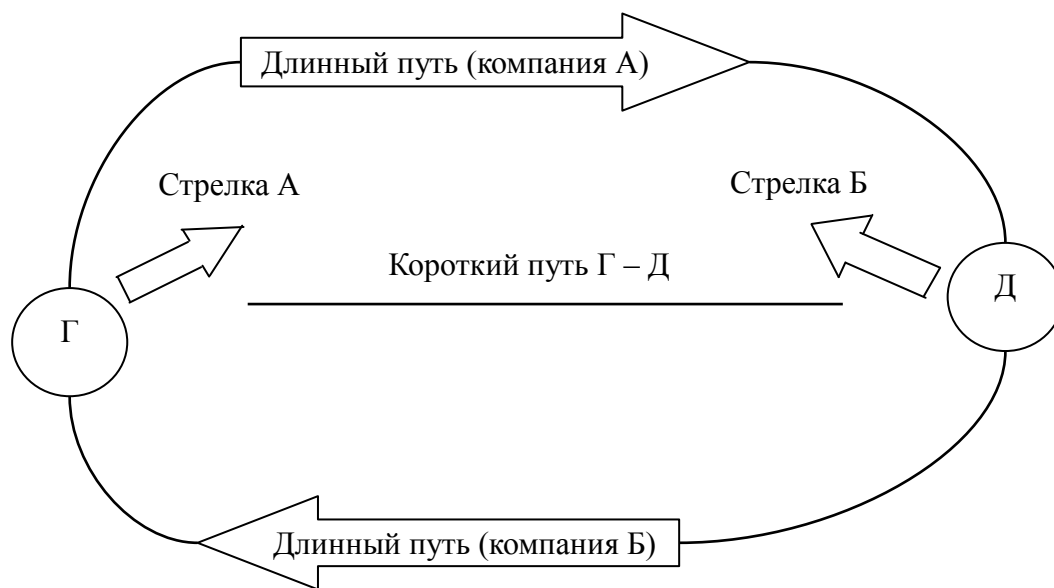 Длинный путь (компания А)
Стрелка А
Стрелка Б
Короткий путь Г – Д
Г
Д
Длинный путь (компания Б)